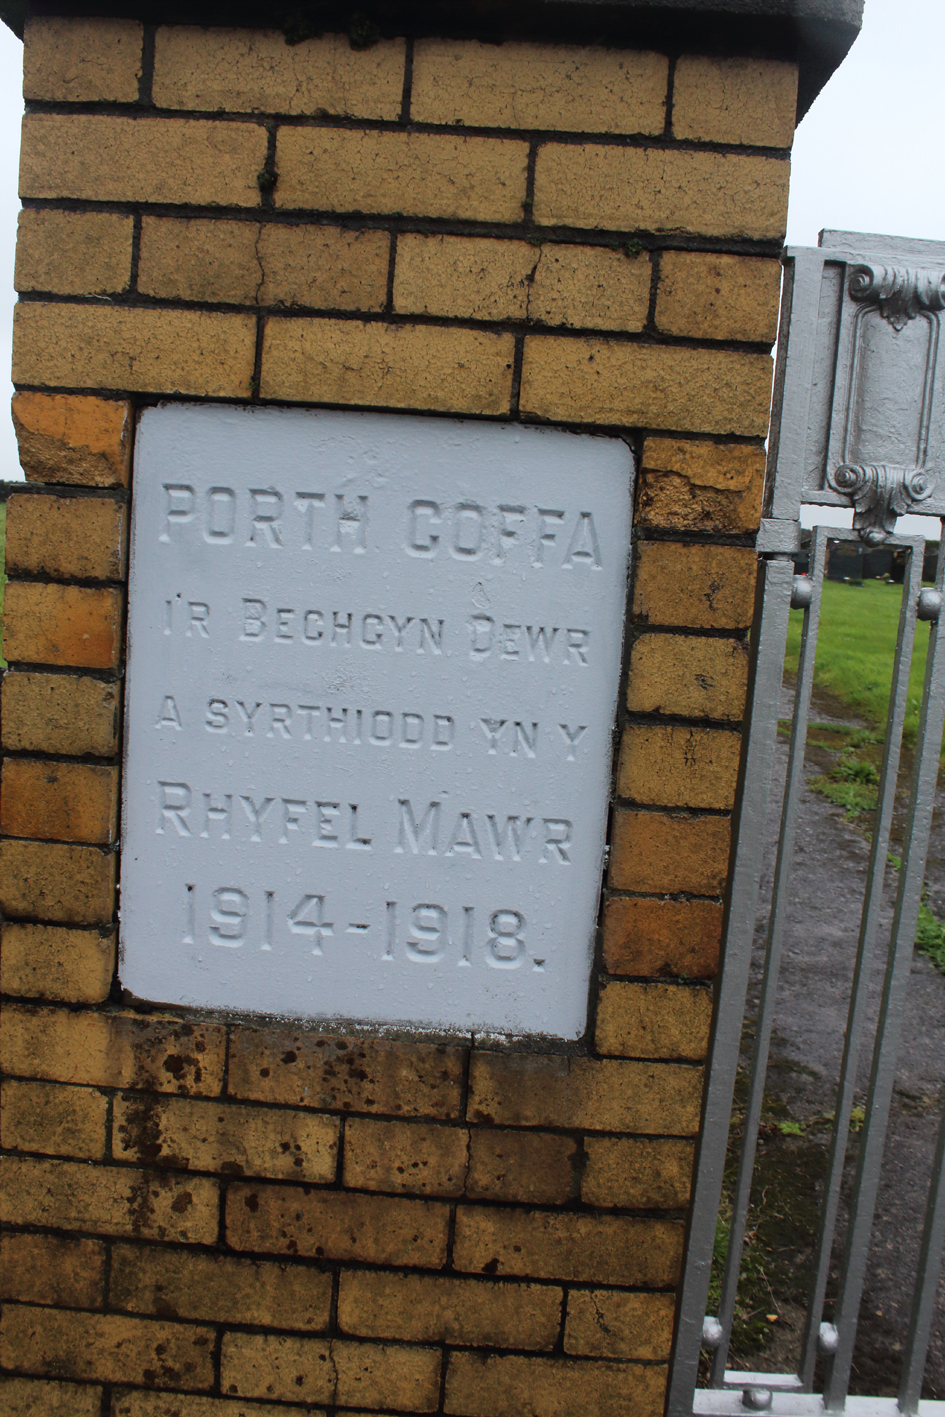 PORTH COFFA
I'R BECHGYN DEWR
A SYRTHIODD YN Y
RHYFEL MAWR
1914-1918.